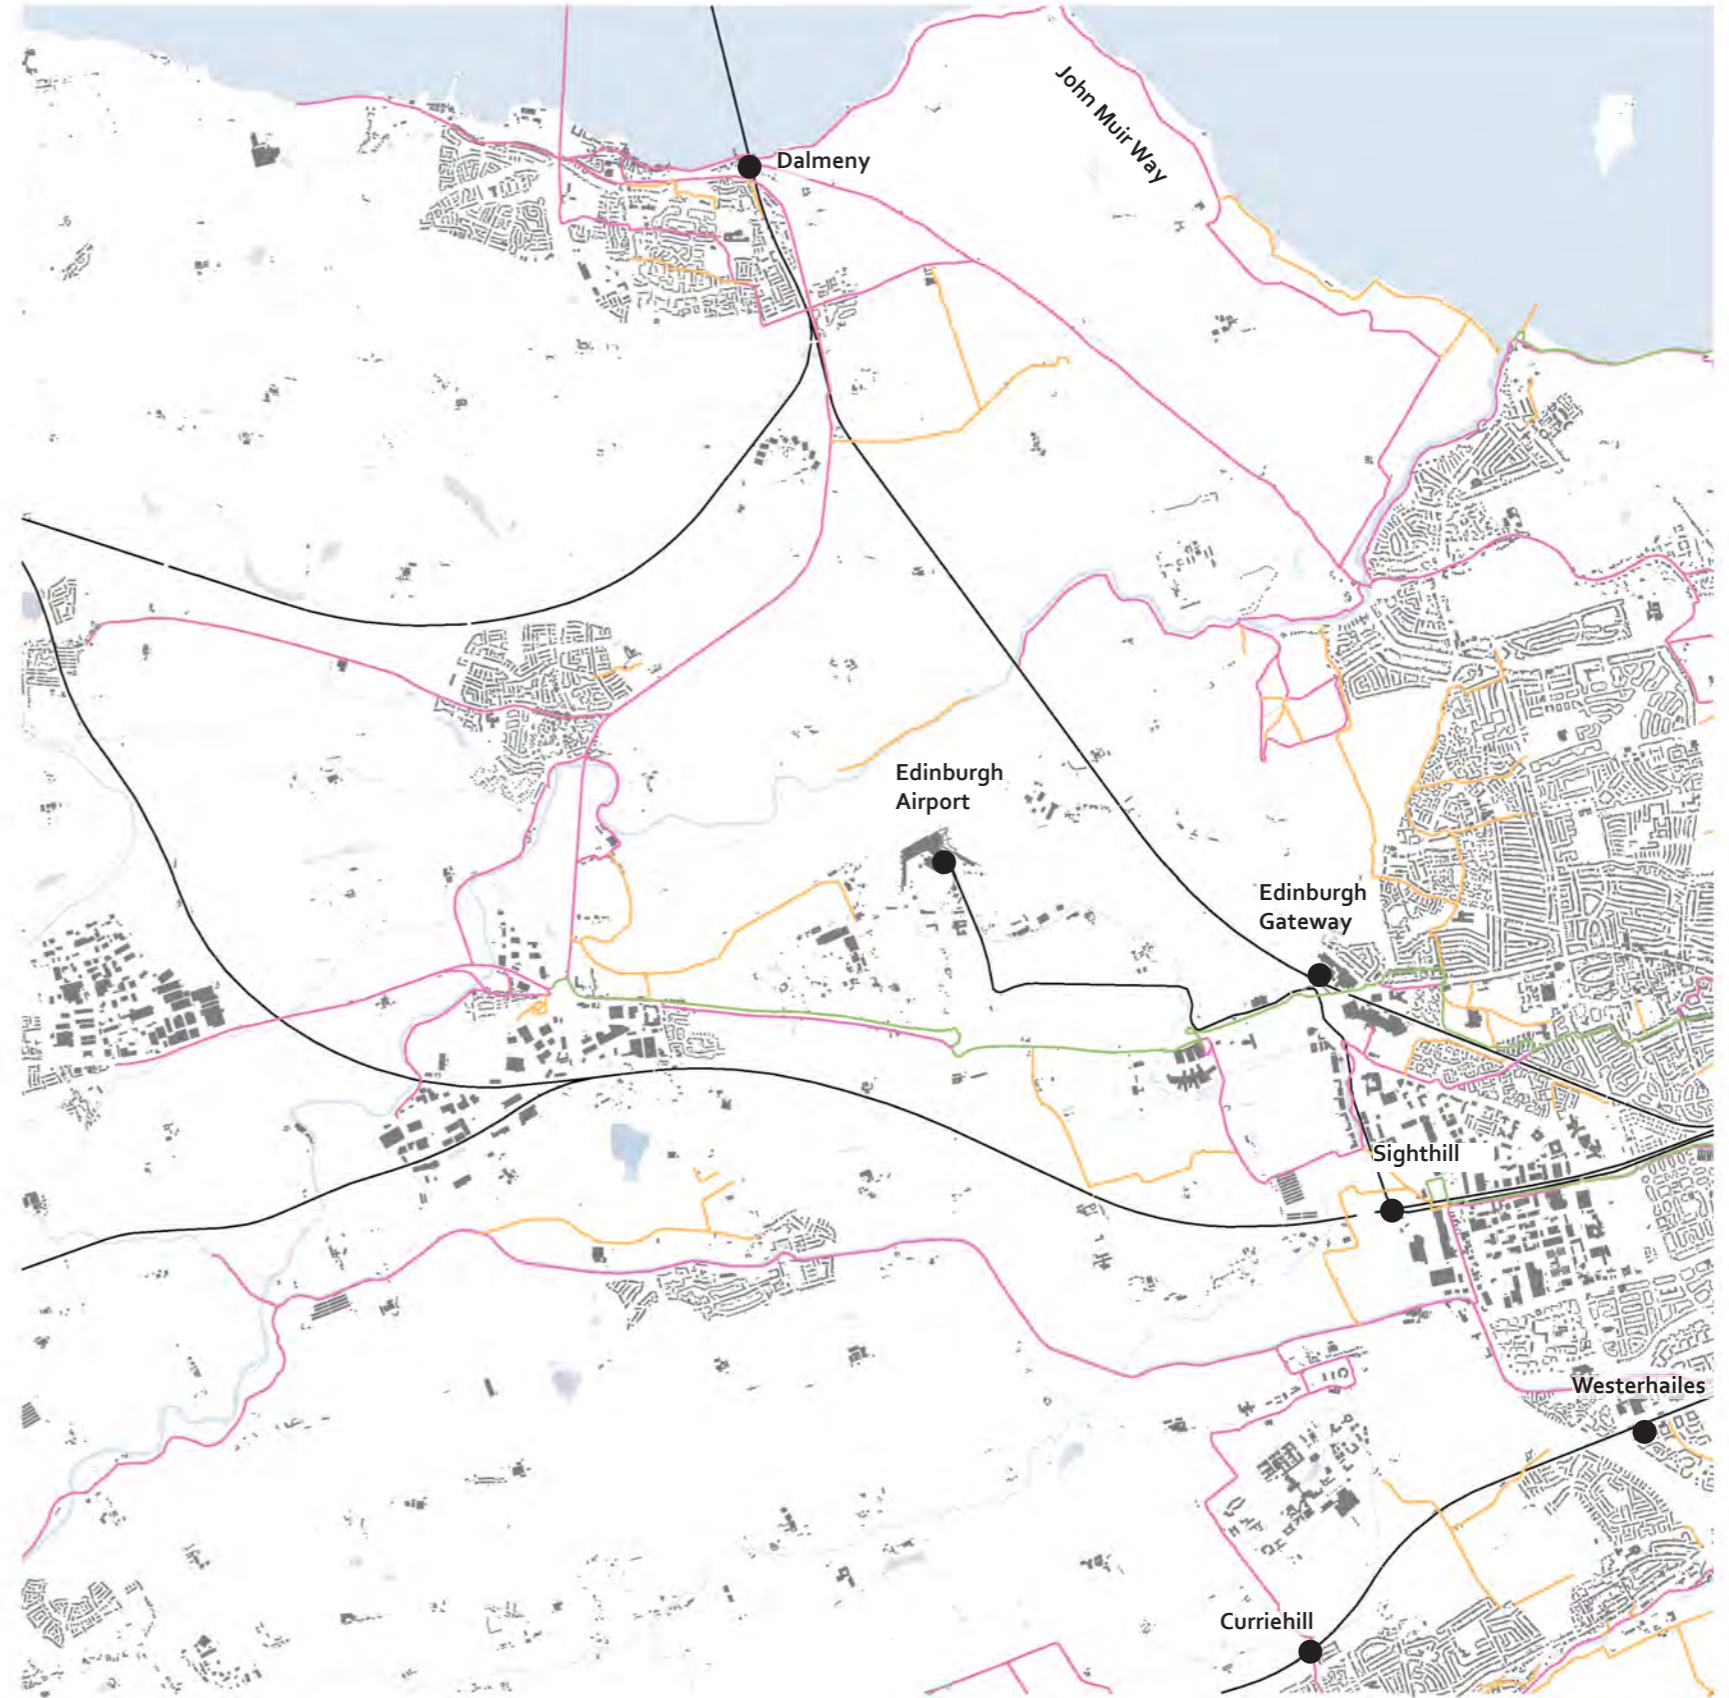 John Muir Way
Dalmeny
Edinburgh
Airport
Edinburgh
Gateway
Sighthill
Westerhailes
Curriehill